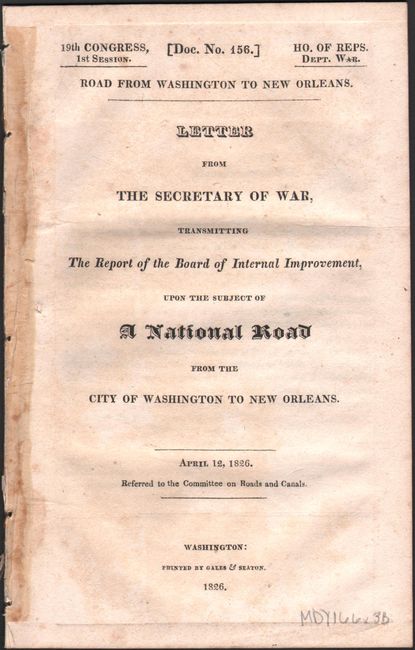 19th CONGRESS, [Doc. No. 156.] HO. OF REPS.
1st SESSION. DEPT. WAR.
ROAD FROM WASHINGTON TO NEW ORLEANS.
LETTER
FROM
THE SECRETARY OF WAR,
TRANSMITTING
The Report of the Board of Internal Improvement,
UPON THE SUBJECT OF
A National Road
FROM THE
CITY OF WASHINGTON TO NEW ORLEANS.
APRIL 12, 1826.
Referred to the Committee on Roads and Canals.
WASHINGTON:
PRINTED BY GALES & SEATON.
1826.